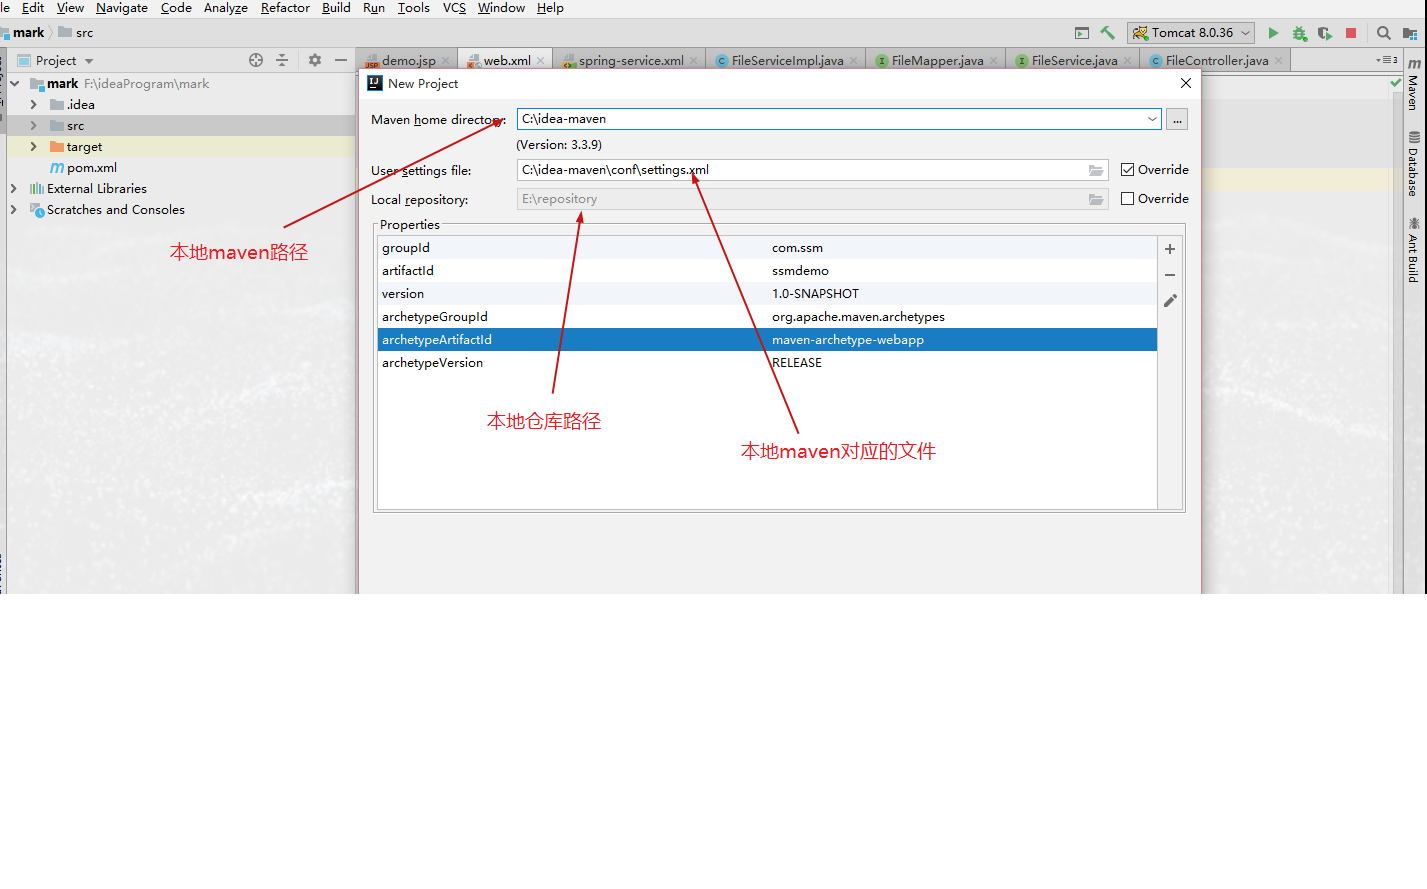 le Edit View Navigate Code Analyze Refactor Build Run Tools VCS Window Help
mark src
Tomcat 8.0.36
Project
demo.jsp web.xml spring-service.xml FileServiceImpl.java FileMapper.java FileService.java FileController.java
3
mark F:\ideaProgram\mark
.idea
src
target
pom.xml
External Libraries
Scratches and Consoles
New Project
Maven home directory: C:\idea-maven ...
(Version: 3.3.9)
User settings file: C:\idea-maven\conf\settings.xml Override
Local repository: E:\repository Override
Properties
groupId com.ssm
artifactId ssmdemo
version 1.0-SNAPSHOT
archetypeGroupId org.apache.maven.archetypes
archetypeArtifactId maven-archetype-webapp
archetypeVersion RELEASE
本地maven路径
本地仓库路径
本地maven对应的文件
Maven
Database
Ant Build